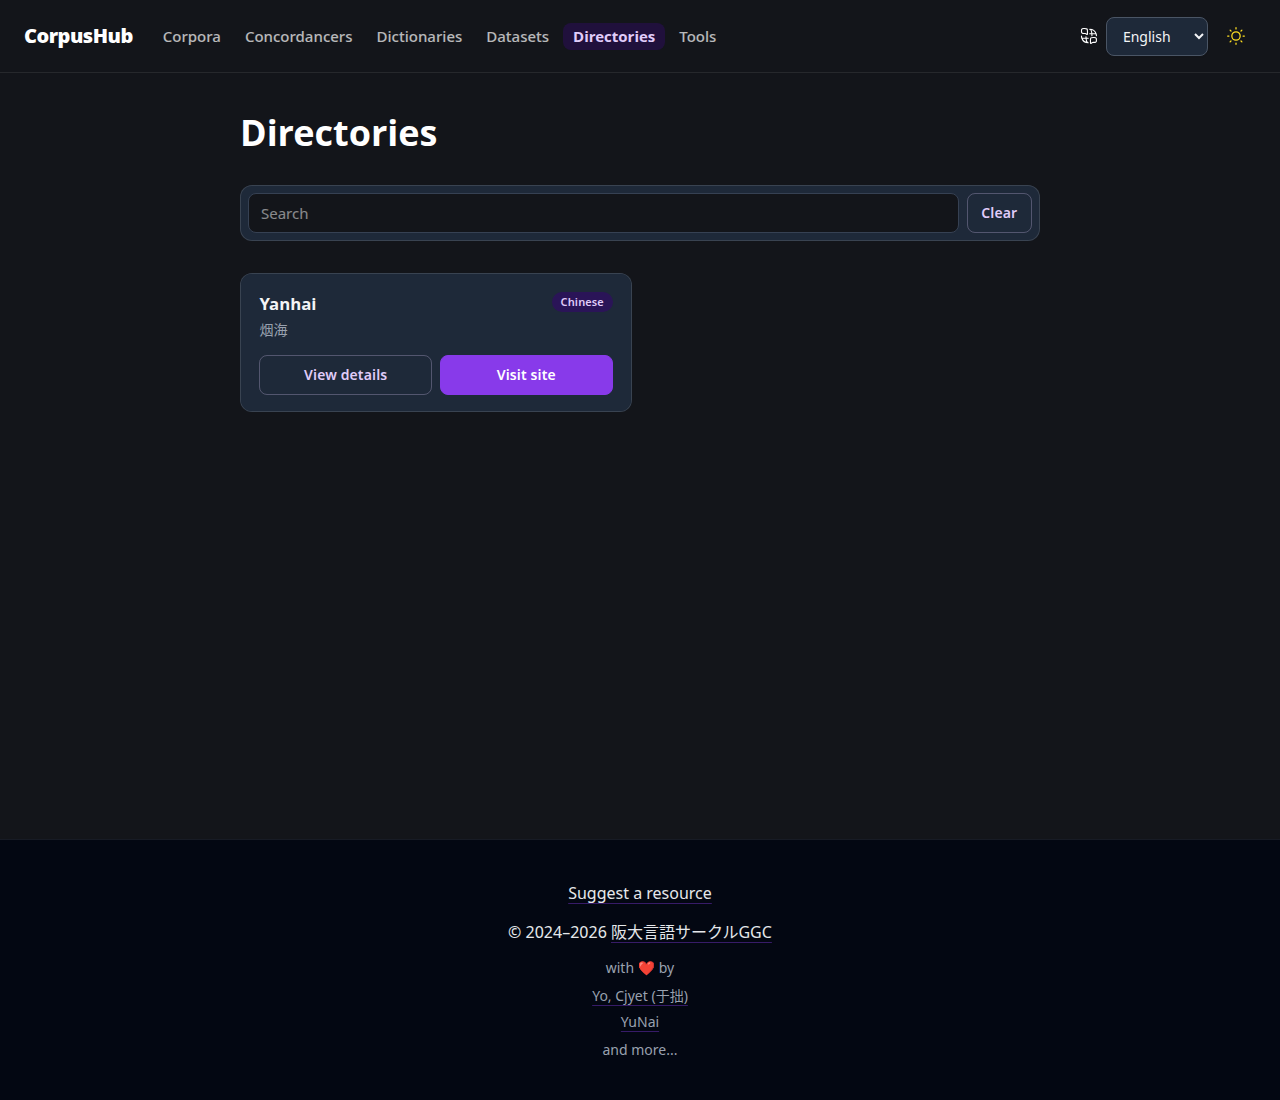 CorpusHub Corpora Concordancers Dictionaries Datasets Directories Tools English
Directories
Search Clear
Yanhai Chinese
烟海
View details Visit site
Suggest a resource
© 2024–2026 阪大言語サークルGGC
with ❤️ by
Yo, Cjyet (于拙)
YuNai
and more...